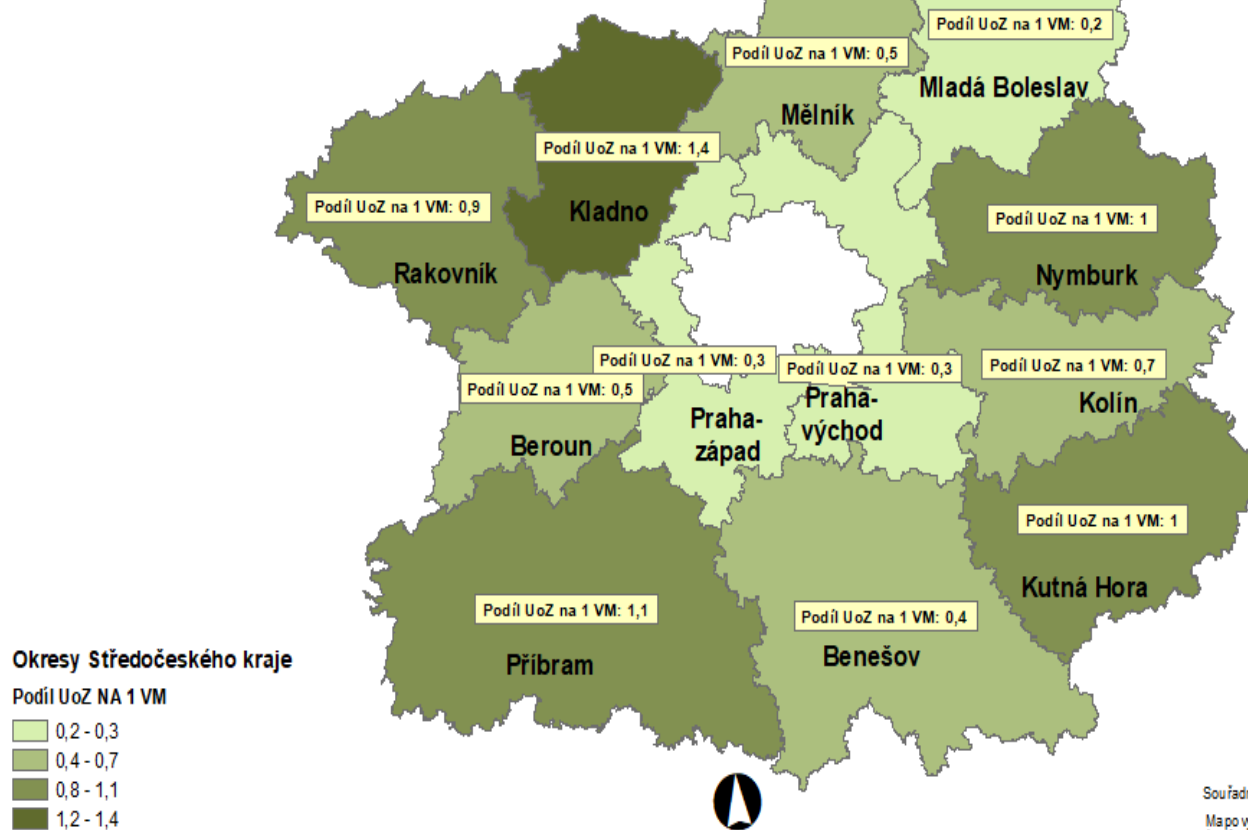 Podíl UoZ na 1 VM: 0,2
Podíl UoZ na 1 VM: 0,5
Mladá Boleslav
Mělník
Podíl UoZ na 1 VM: 1,4
Podíl UoZ na 1 VM: 0,9
Kladno
Podíl UoZ na 1 VM: 1
Rakovník
Nymburk
Podíl UoZ na 1 VM: 0,3
Podíl UoZ na 1 VM: 0,3
Podíl UoZ na 1 VM: 0,7
Podíl UoZ na 1 VM: 0,5
Praha-
východ
Kolín
Praha-
západ
Beroun
Podíl UoZ na 1 VM: 1
Kutná Hora
Podíl UoZ na 1 VM: 1,1
Podíl UoZ na 1 VM: 0,4
Benešov
Příbram
Okresy Středočeského kraje
Podíl UoZ NA 1 VM
0,2 - 0,3
0,4 - 0,7
0,8 - 1,1
1,2 - 1,4
Souřadn
Mapo vý